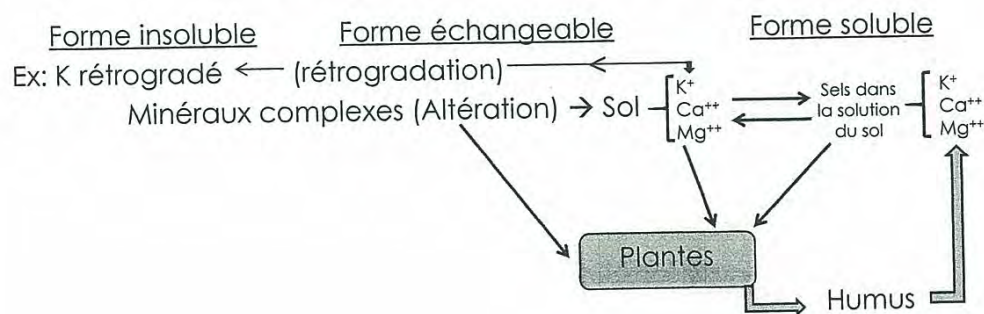 Forme insoluble
Forme échangeable
Forme soluble
Ex: K rétrogradé
(rétrogradation)
Minéraux complexes (Altération)
Sol
K+
Ca++
Mg++
Sels dans
la solution
du sol
K+
Ca++
Mg++
Plantes
Humus